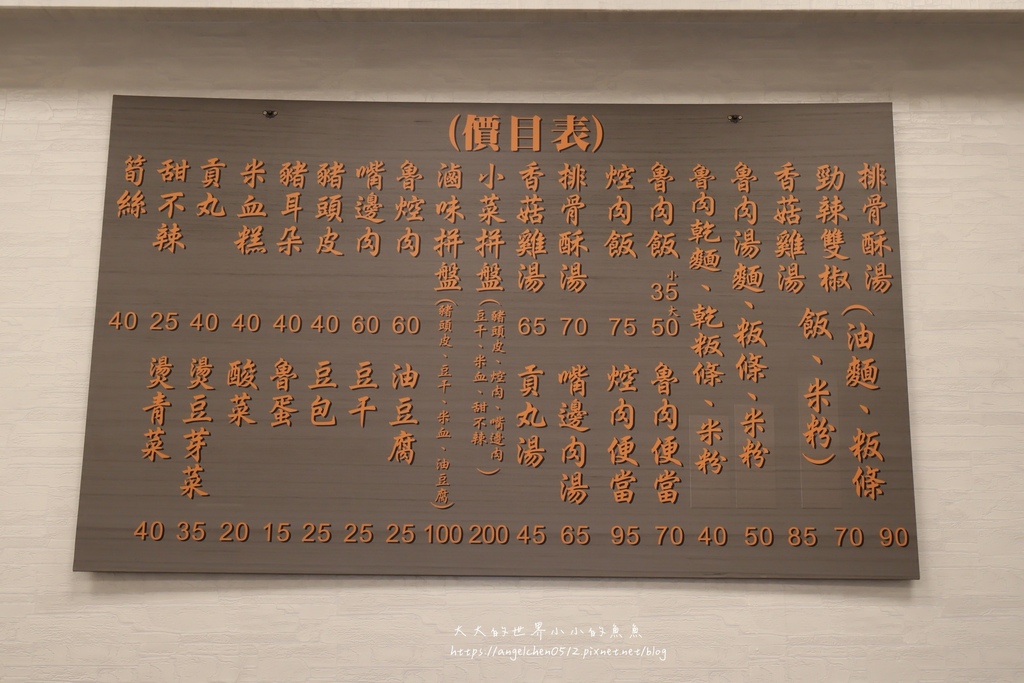 (價目表)
排骨酥湯(油麵、粄條 90
勁辣雙椒 70
香菇雞湯飯、米粉) 85
魯肉湯麵、粄條、米粉 50
魯肉乾麵、乾粄條、米粉 40
魯肉飯 小35大50
魯肉便當 70
焢肉飯 75
焢肉便當 95
排骨酥湯 70
嘴邊肉湯 65
香菇雞湯 65
貢丸湯 45
小菜拼盤(豬頭皮、焢肉、嘴邊肉
豆干、米血、甜不辣) 200
滷味拼盤(豬頭皮、豆干、米血、油豆腐) 100
魯焢肉 60
油豆腐 25
嘴邊肉 60
豆干 25
豬頭皮 40
豆包 25
豬耳朵 40
魯蛋 15
米血糕 40
酸菜 20
貢丸 40
燙豆芽菜 35
甜不辣 25
燙青菜 40
筍絲 40
大大的世界小小的魚魚
https://angelchen0512.pixnet.net/blog